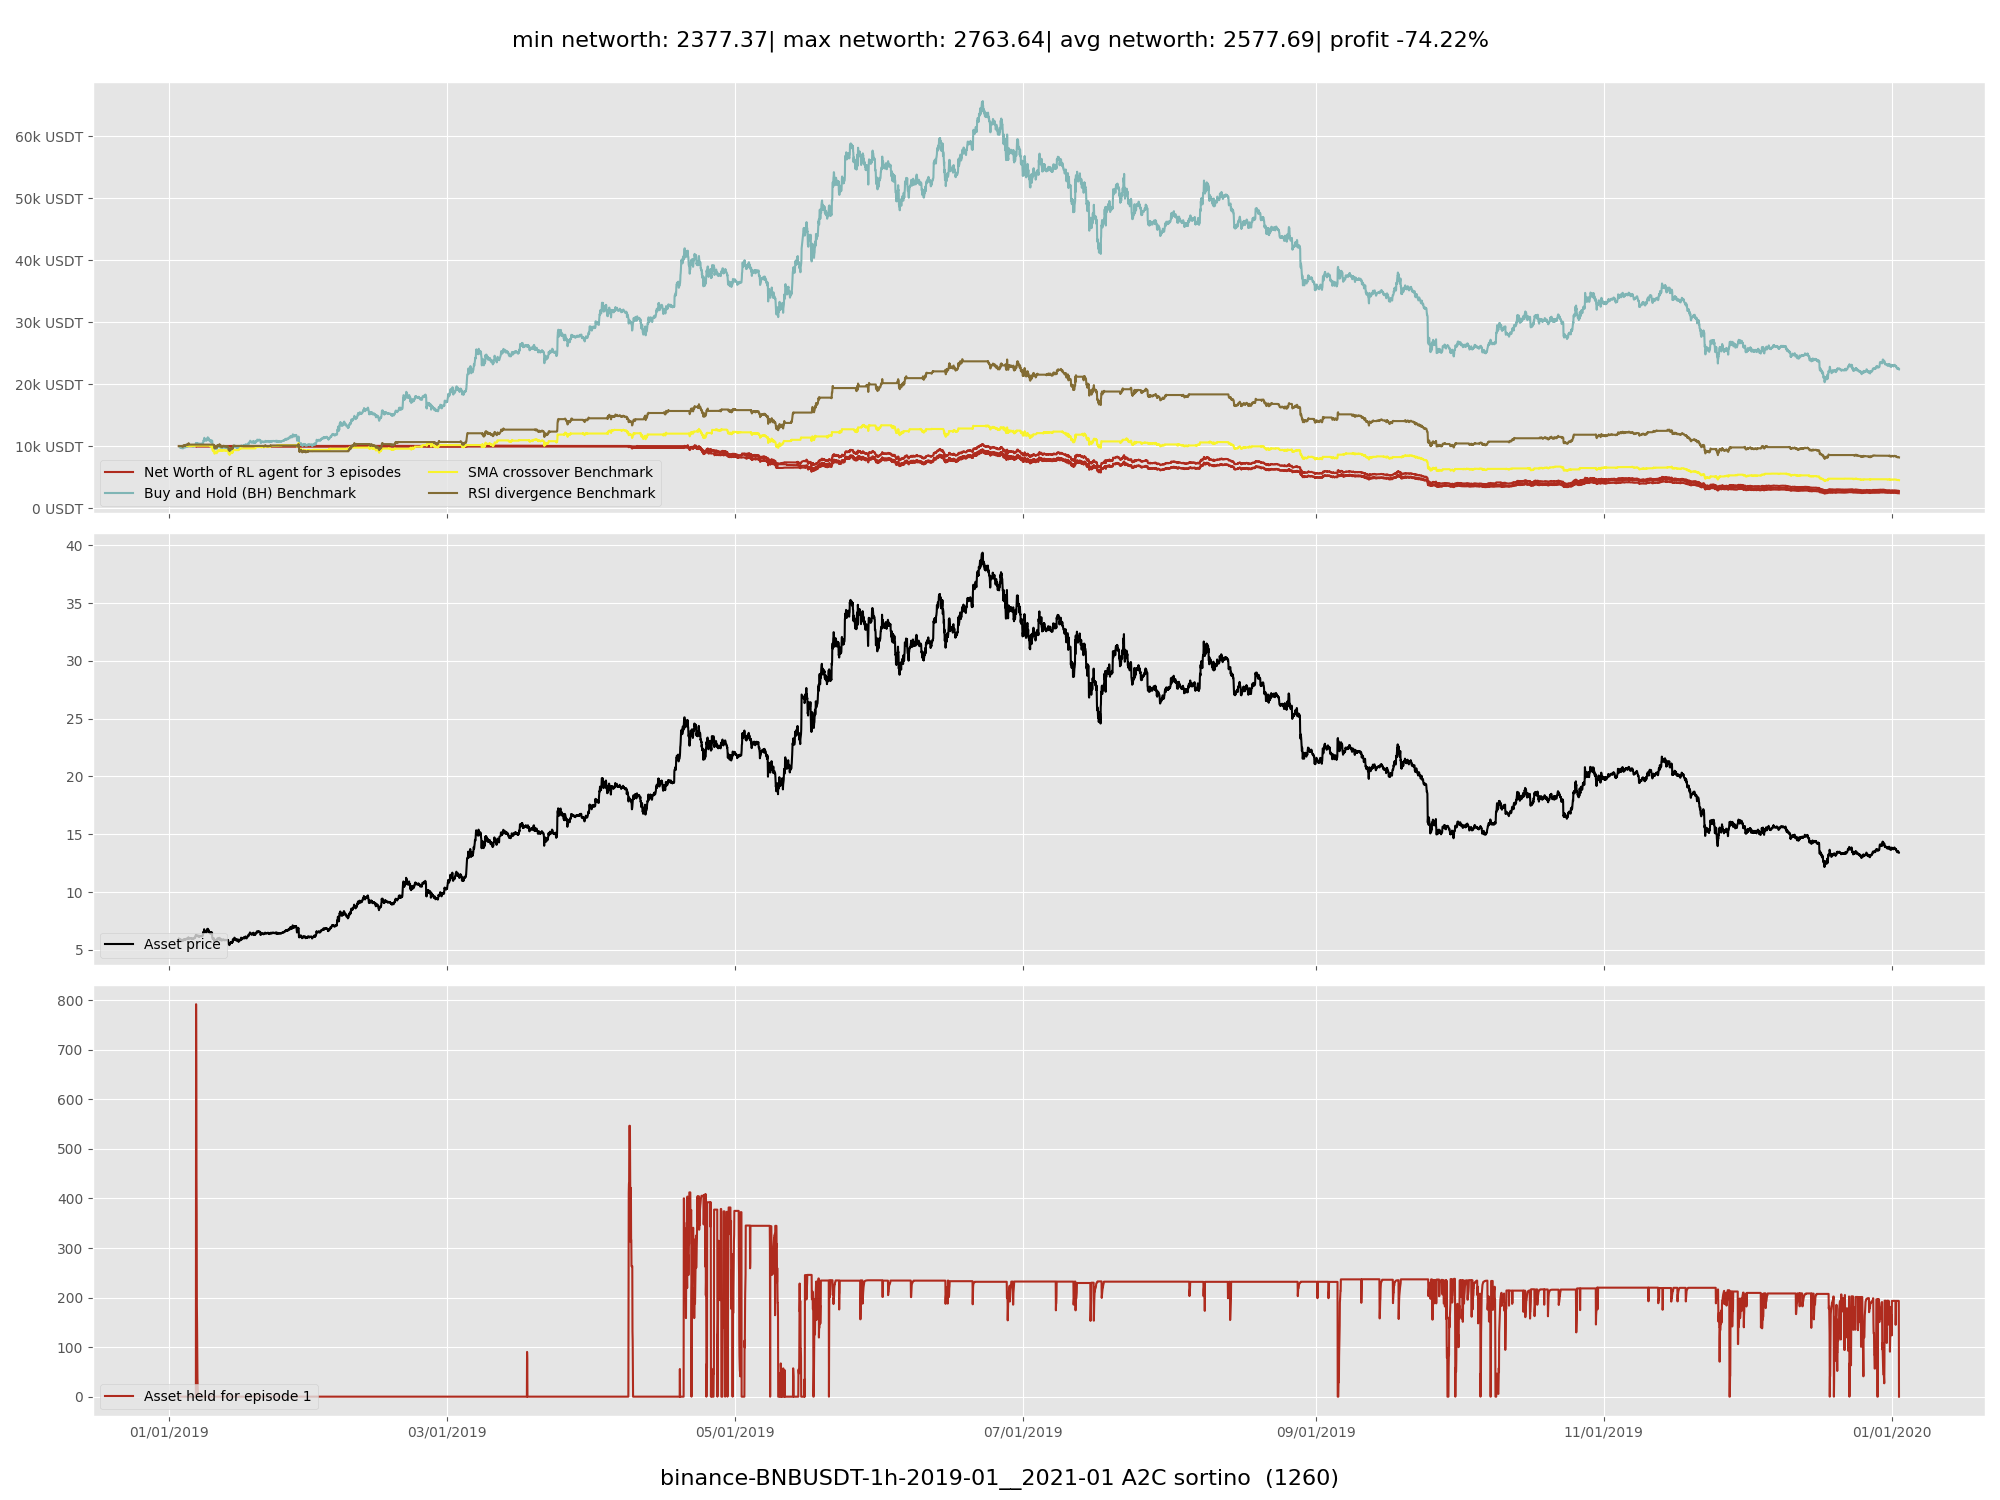 min networth: 2377.37| max networth: 2763.64| avg networth: 2577.69| profit -74.22%
60k USDT
50k USDT
40k USDT
30k USDT
20k USDT
10k USDT
0 USDT
Net Worth of RL agent for 3 episodes
Buy and Hold (BH) Benchmark
SMA crossover Benchmark
RSI divergence Benchmark
40
35
30
25
20
15
10
5
Asset price
800
700
600
500
400
300
200
100
0
Asset held for episode 1
01/01/2019 03/01/2019 05/01/2019 07/01/2019 09/01/2019 11/01/2019 01/01/2020
binance-BNBUSDT-1h-2019-01__2021-01 A2C sortino  (1260)